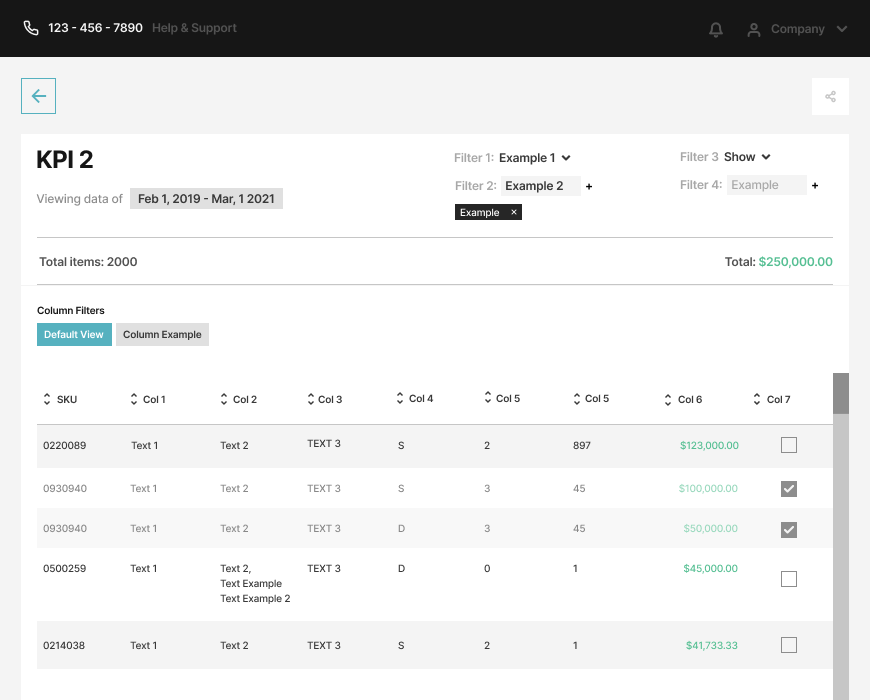 123 - 456 - 7890 Help & Support Company
KPI 2
Filter 1: Example 1
Filter 3 Show
Viewing data of Feb 1, 2019 - Mar, 1 2021
Filter 2: Example 2 +
Filter 4: Example +
Example ×
Total items: 2000
Total: $250,000.00
Column Filters
Default View Column Example
SKU Col 1 Col 2 Col 3 Col 4 Col 5 Col 5 Col 6 Col 7
0220089 Text 1 Text 2 TEXT 3 S 2 897 $123,000.00
0930940 Text 1 Text 2 TEXT 3 S 3 45 $100,000.00
0930940 Text 1 Text 2 TEXT 3 D 3 45 $50,000.00
0500259 Text 1 Text 2, TEXT 3 D 0 1 $45,000.00
Text Example
Text Example 2
0214038 Text 1 Text 2 TEXT 3 S 2 1 $41,733.33